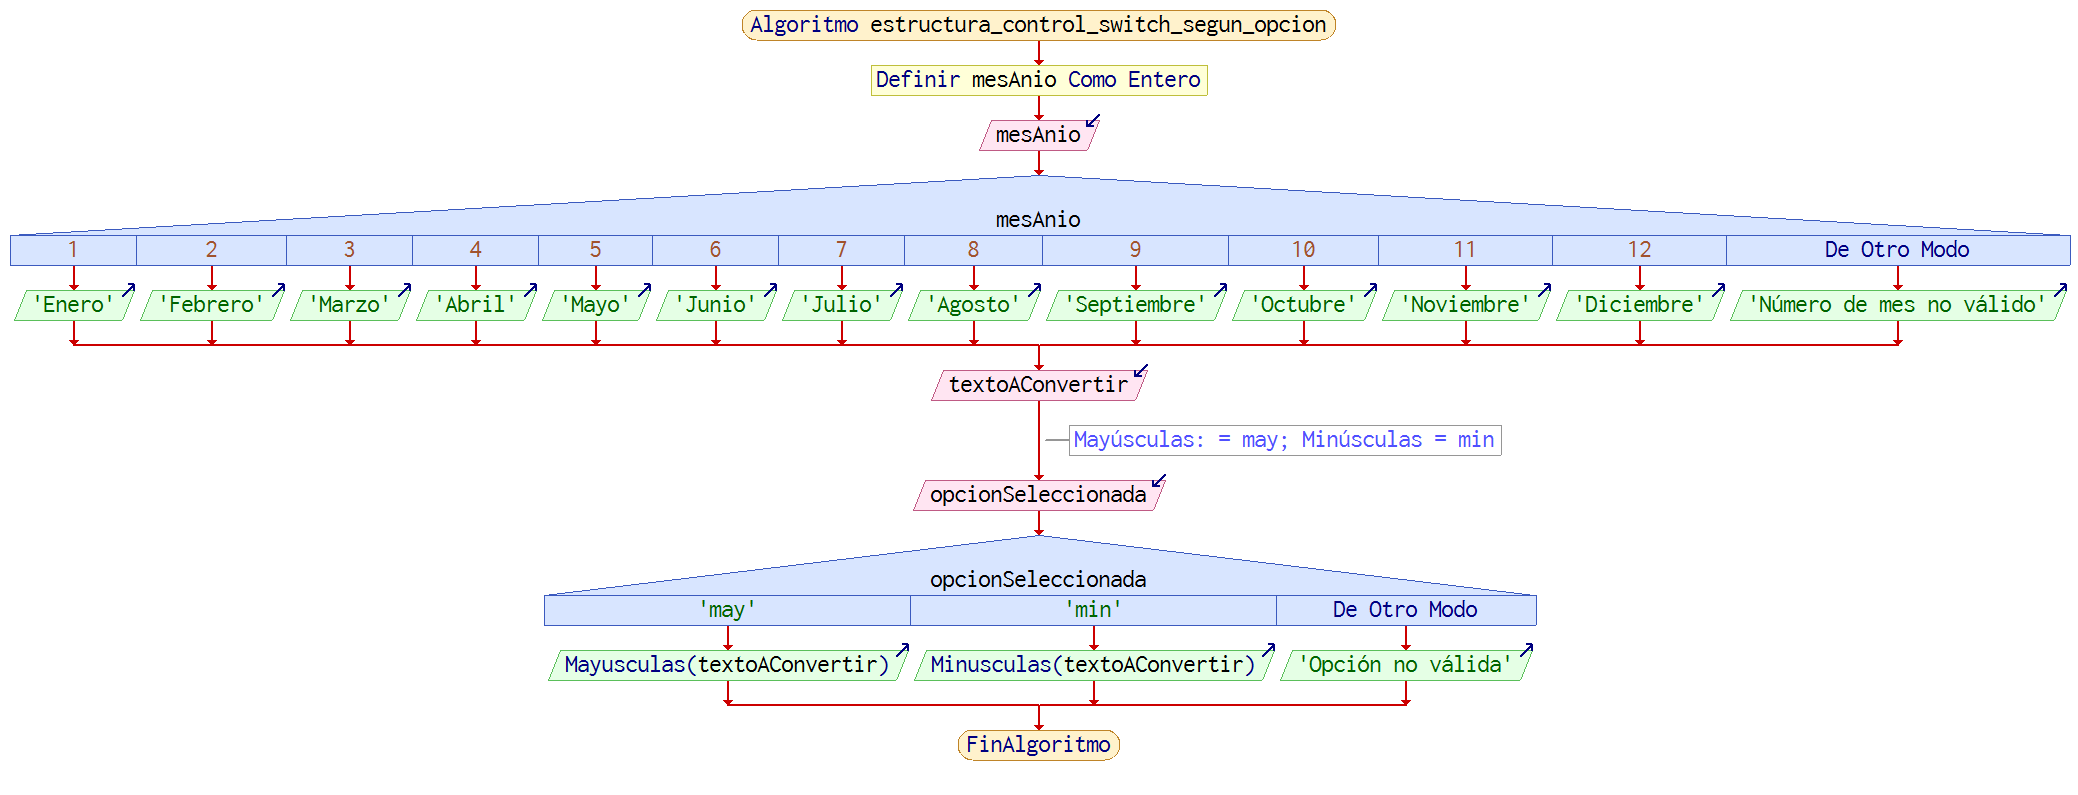 Algoritmo estructura_control_switch_segun_opcion
Definir mesAnio Como Entero
mesAnio
mesAnio
1 2 3 4 5 6 7 8 9 10 11 12 De Otro Modo
'Enero' 'Febrero' 'Marzo' 'Abril' 'Mayo' 'Junio' 'Julio' 'Agosto' 'Septiembre' 'Octubre' 'Noviembre' 'Diciembre' 'Número de mes no válido'
textoAConvertir
Mayúsculas: = may; Minúsculas = min
opcionSeleccionada
opcionSeleccionada
'may' 'min' De Otro Modo
Mayusculas(textoAConvertir) Minusculas(textoAConvertir) 'Opción no válida'
FinAlgoritmo